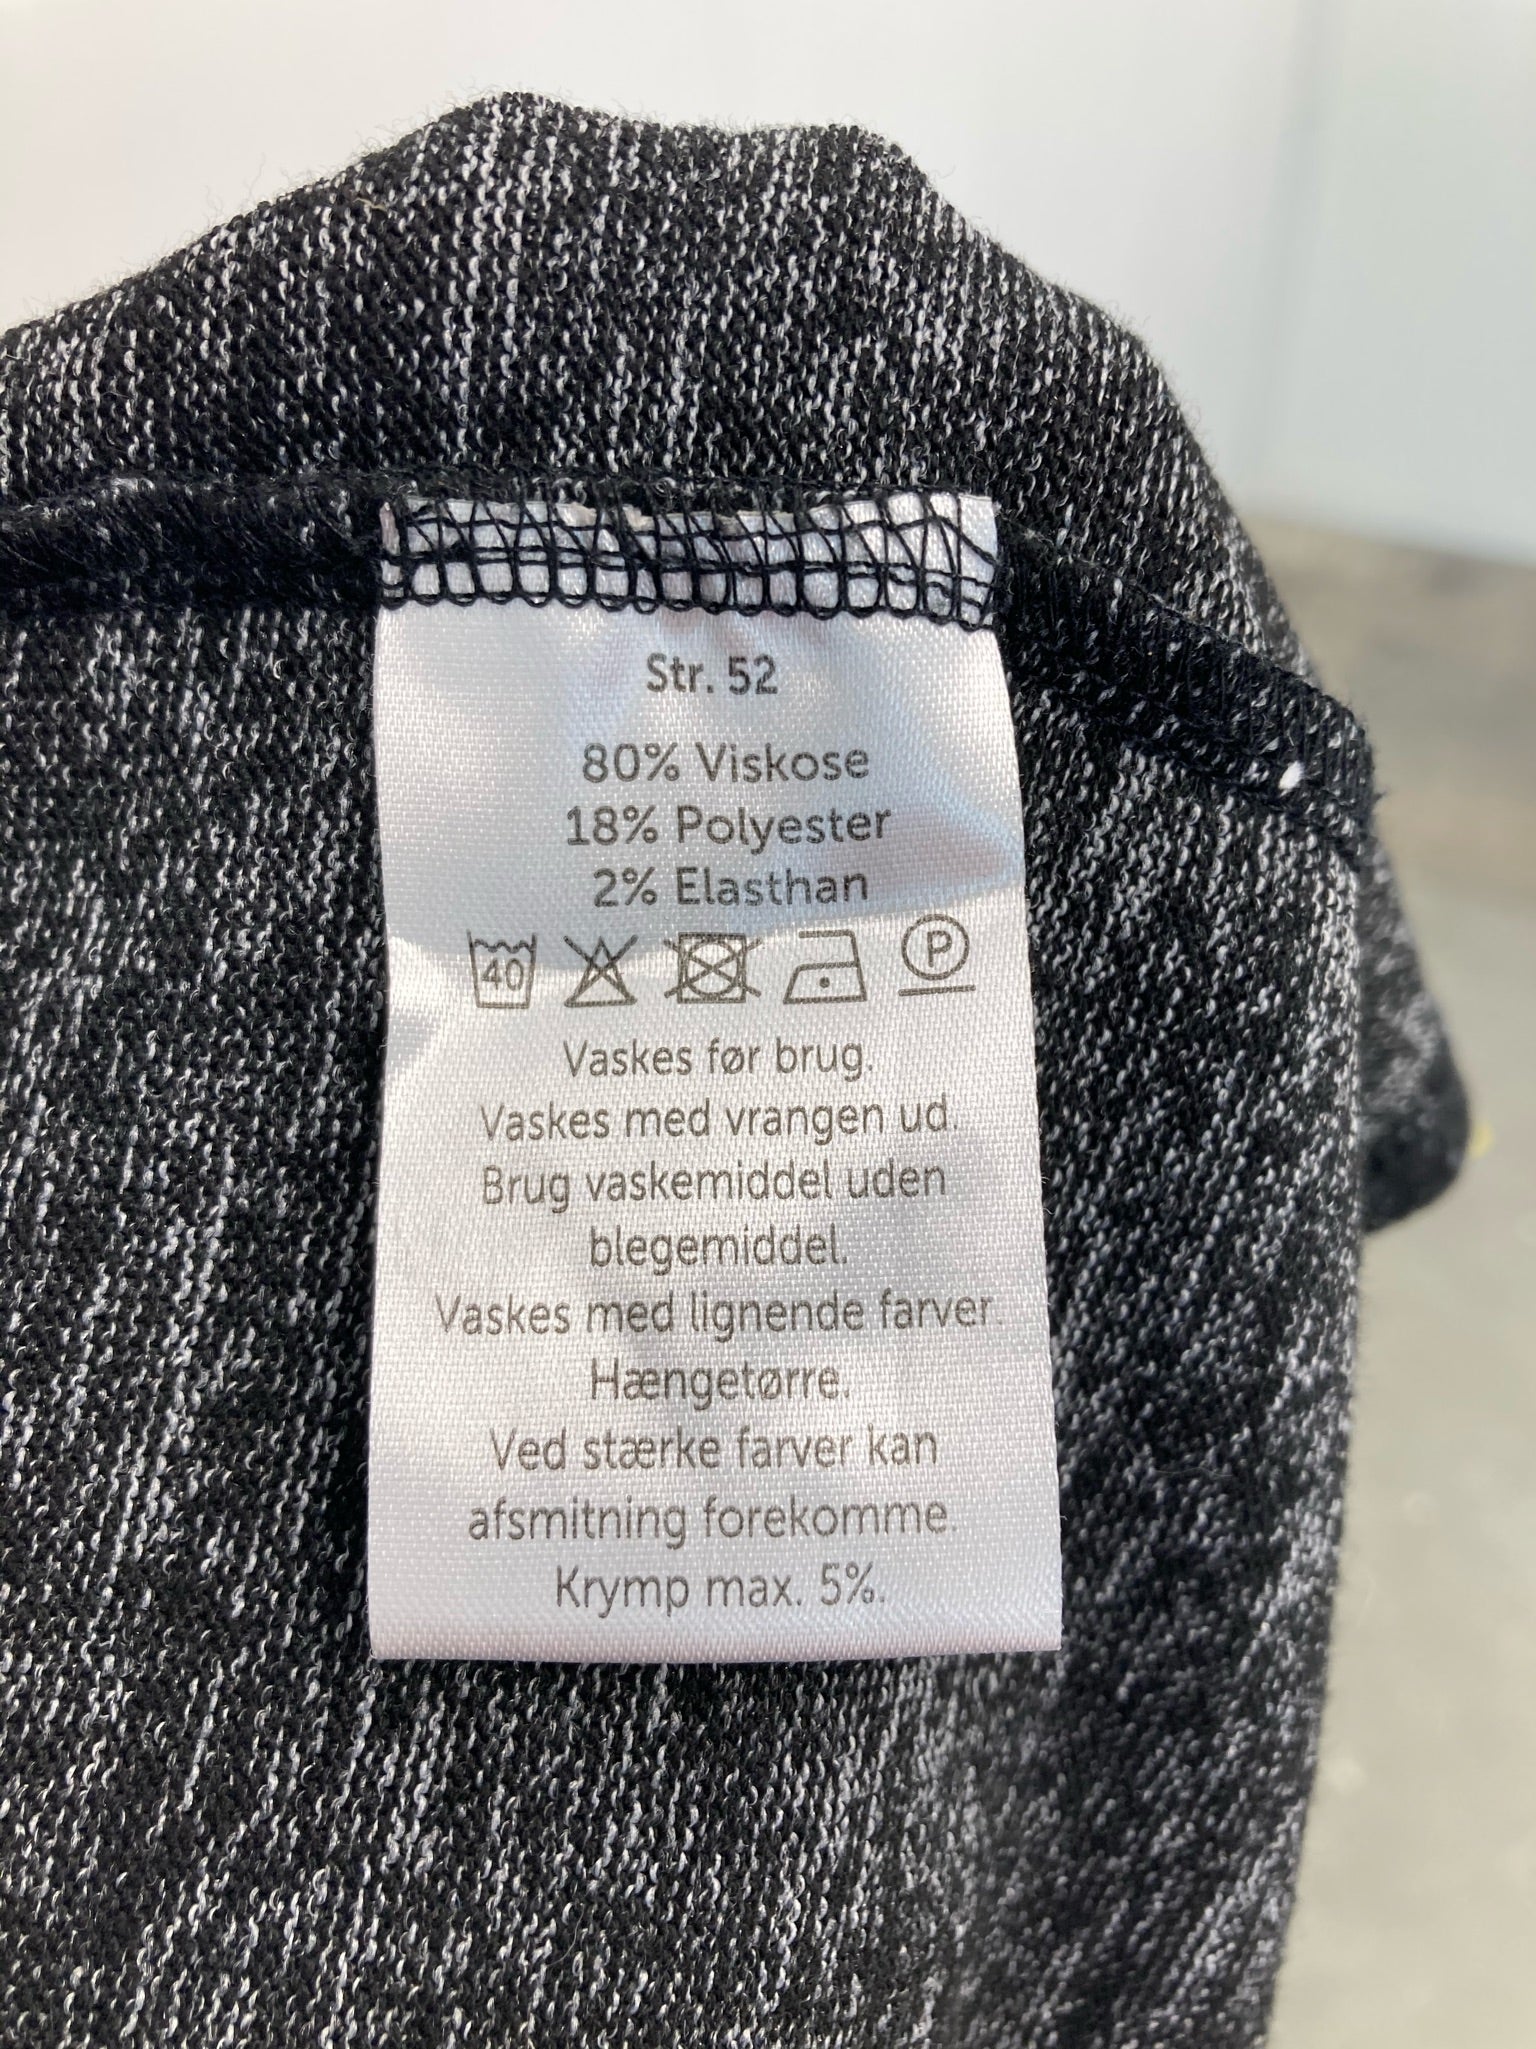 Str. 52
80% Viskose
18% Polyester
2% Elasthan
40 P
Vaskes før brug.
Vaskes med vrangen ud.
Brug vaskemiddel uden
blegemiddel.
Vaskes med lignende farver.
Hængetørre.
Ved stærke farver kan
afsmitning forekomme.
Krymp max. 5%.